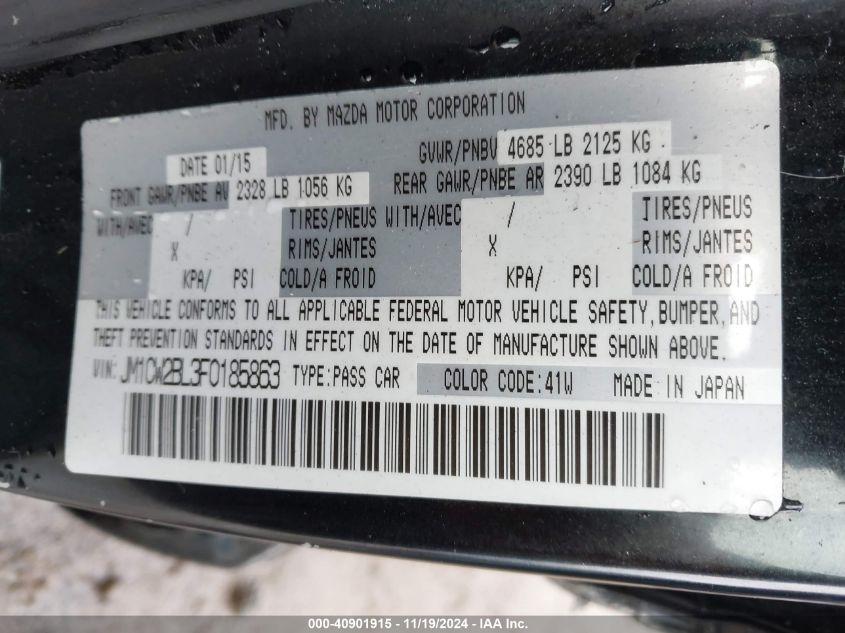 MFD. BY MAZDA MOTOR CORPORATION
DATE 01/15 GVWR/PNBV 4685 LB 2125 KG
FRONT GAWR/PNBE AV 2328 LB 1056 KG REAR GAWR/PNBE AR 2390 LB 1084 KG
WITH/AVEC / TIRES/PNEUS WITH/AVEC / TIRES/PNEUS
X RIMS/JANTES X RIMS/JANTES
KPA/ PSI COLD/A FROID KPA/ PSI COLD/A FROID
THIS VEHICLE CONFORMS TO ALL APPLICABLE FEDERAL MOTOR VEHICLE SAFETY, BUMPER, AND
THEFT PREVENTION STANDARDS IN EFFECT ON THE DATE OF MANUFACTURE SHOWN ABOVE.
VIN: JM1CW2BL3F0185863 TYPE: PASS CAR COLOR CODE: 41W MADE IN JAPAN
000-40901915 - 11/19/2024 - IAA Inc.